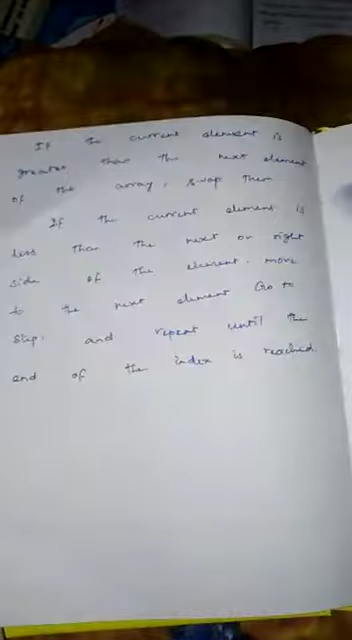 If the current element is
greater than the next element
of the array, swap them
If the current element is
less than the next or right
side of the element. move
to the next element Go to
Step: and repeat until the
end of the index is reached.